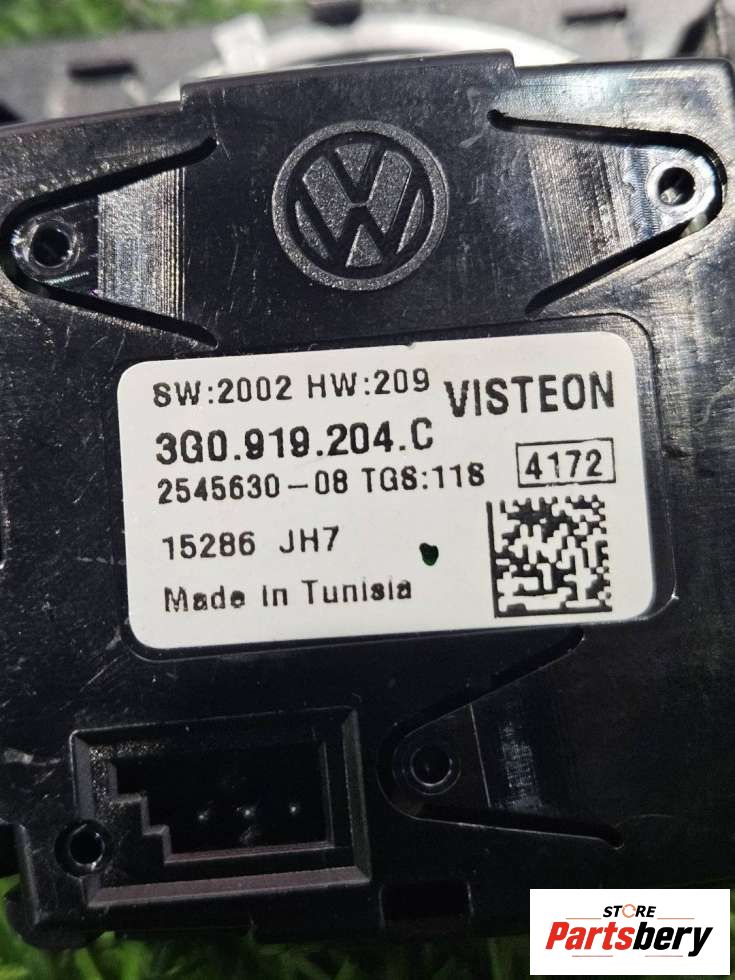 SW:2002 HW:209 VISTEON
3G0.919.204.C
2545630-08 TGS:118 4172
15286 JH7
Made in Tunisia
STORE
Partsbery